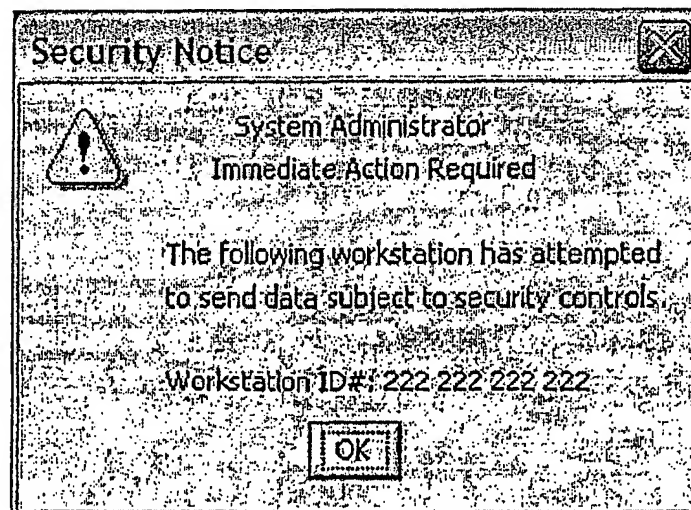 Security Notice
System Administrator
Immediate Action Required
The following workstation has attempted
to send data subject to security controls.
Workstation ID#: 222 222 222 222
OK